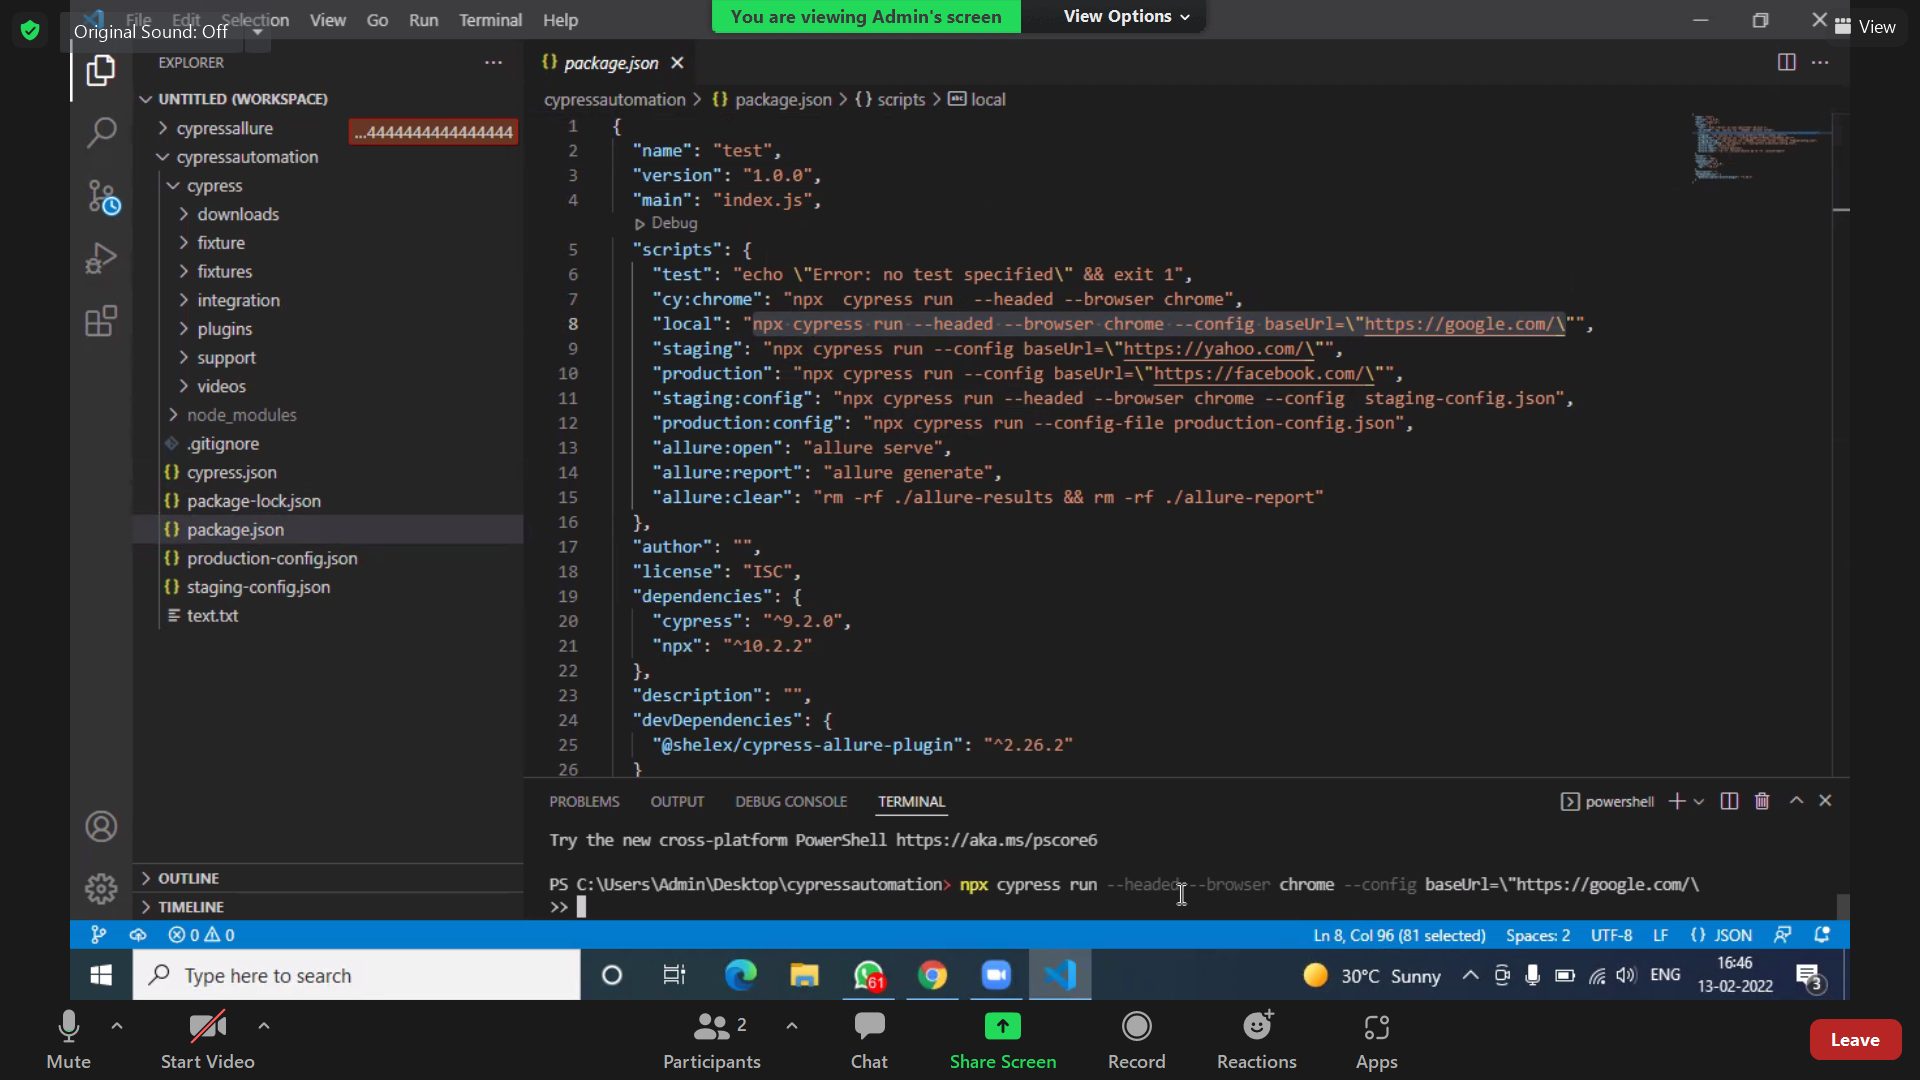 File Edit Selection View Go Run Terminal Help
Original Sound: Off
You are viewing Admin's screen
View Options
View
EXPLORER
UNTITLED (WORKSPACE)
cypressallure
...4444444444444444
cypressautomation
cypress
downloads
fixture
fixtures
integration
plugins
support
videos
node_modules
.gitignore
cypress.json
package-lock.json
package.json
production-config.json
staging-config.json
text.txt
OUTLINE
TIMELINE
{} package.json
cypressautomation > {} package.json > {} scripts > abc local
1 {
2 "name": "test",
3 "version": "1.0.0",
4 "main": "index.js",
Debug
5 "scripts": {
6 "test": "echo \"Error: no test specified\" && exit 1",
7 "cy:chrome": "npx  cypress run  --headed --browser chrome",
8 "local": "npx cypress run --headed --browser chrome --config baseUrl=\"https://google.com/\"",
9 "staging": "npx cypress run --config baseUrl=\"https://yahoo.com/\"",
10 "production": "npx cypress run --config baseUrl=\"https://facebook.com/\"",
11 "staging:config": "npx cypress run --headed --browser chrome --config  staging-config.json",
12 "production:config": "npx cypress run --config-file production-config.json",
13 "allure:open": "allure serve",
14 "allure:report": "allure generate",
15 "allure:clear": "rm -rf ./allure-results && rm -rf ./allure-report"
16 },
17 "author": "",
18 "license": "ISC",
19 "dependencies": {
20 "cypress": "^9.2.0",
21 "npx": "^10.2.2"
22 },
23 "description": "",
24 "devDependencies": {
25 "@shelex/cypress-allure-plugin": "^2.26.2"
26 }
PROBLEMS OUTPUT DEBUG CONSOLE TERMINAL
powershell
Try the new cross-platform PowerShell https://aka.ms/pscore6
PS C:\Users\Admin\Desktop\cypressautomation> npx cypress run --headed --browser chrome --config baseUrl=\"https://google.com/\
>>
0 0
Ln 8, Col 96 (81 selected) Spaces: 2 UTF-8 LF {} JSON
Type here to search
61
30°C Sunny
ENG
16:46
13-02-2022
3
Mute
Start Video
2
Participants
Chat
Share Screen
Record
Reactions
Apps
Leave